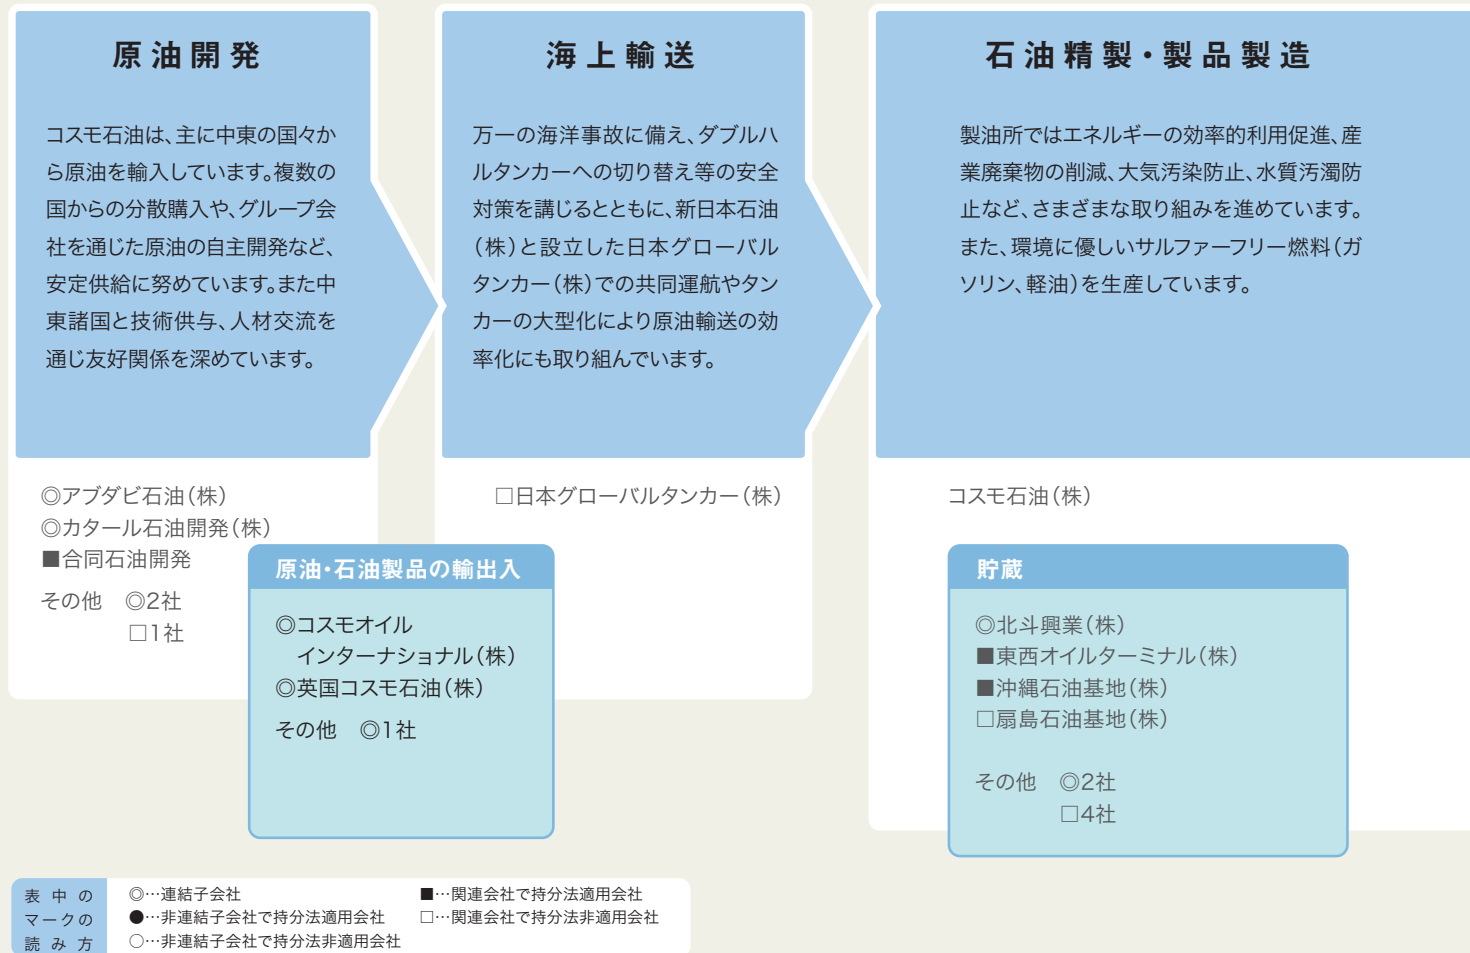 原油開発
コスモ石油は、主に中東の国々か
ら原油を輸入しています。複数の
国からの分散購入や、グループ会
社を通じた原油の自主開発など、
安定供給に努めています。また中
東諸国と技術供与、人材交流を
通じ友好関係を深めています。
◎アブダビ石油（株）
◎カタール石油開発（株）
■合同石油開発
その他　◎2社
□1社
海上輸送
万一の海洋事故に備え、ダブルハ
ルタンカーへの切り替え等の安全
対策を講じるとともに、新日本石油
（株）と設立した日本グローバル
タンカー（株）での共同運航やタン
カーの大型化により原油輸送の効
率化にも取り組んでいます。
□日本グローバルタンカー（株）
原油・石油製品の輸出入
◎コスモオイル
インターナショナル（株）
◎英国コスモ石油（株）
その他　◎1社
石油精製・製品製造
製油所ではエネルギーの効率的利用促進、産
業廃棄物の削減、大気汚染防止、水質汚濁防
止など、さまざまな取り組みを進めています。
また、環境に優しいサルファーフリー燃料（ガ
ソリン、軽油）を生産しています。
コスモ石油（株）
貯蔵
◎北斗興業（株）
■東西オイルターミナル（株）
■沖縄石油基地（株）
□扇島石油基地（株）
その他　◎2社
□4社
表中の
マークの
読み方
◎…連結子会社
●…非連結子会社で持分法適用会社
○…非連結子会社で持分法非適用会社
■…関連会社で持分法適用会社
□…関連会社で持分法非適用会社